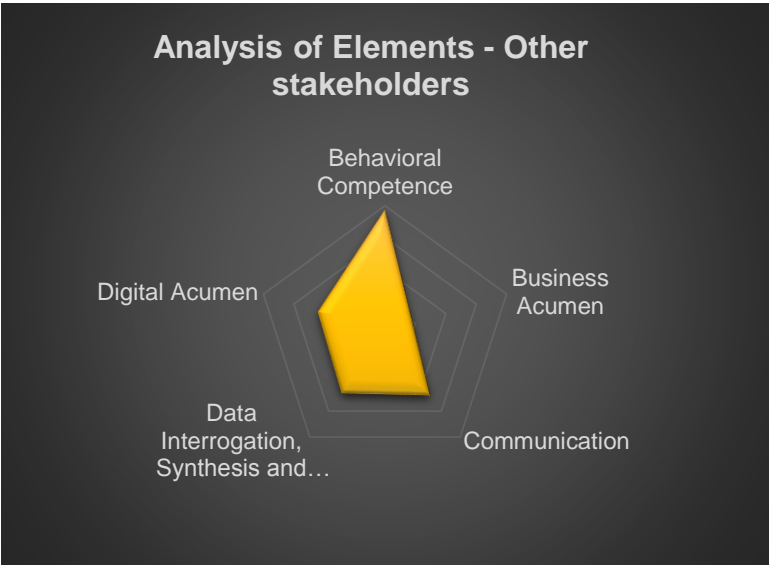 Analysis of Elements - Other
stakeholders
Behavioral
Competence
Business
Acumen
Communication
Data
Interrogation,
Synthesis and…
Digital Acumen